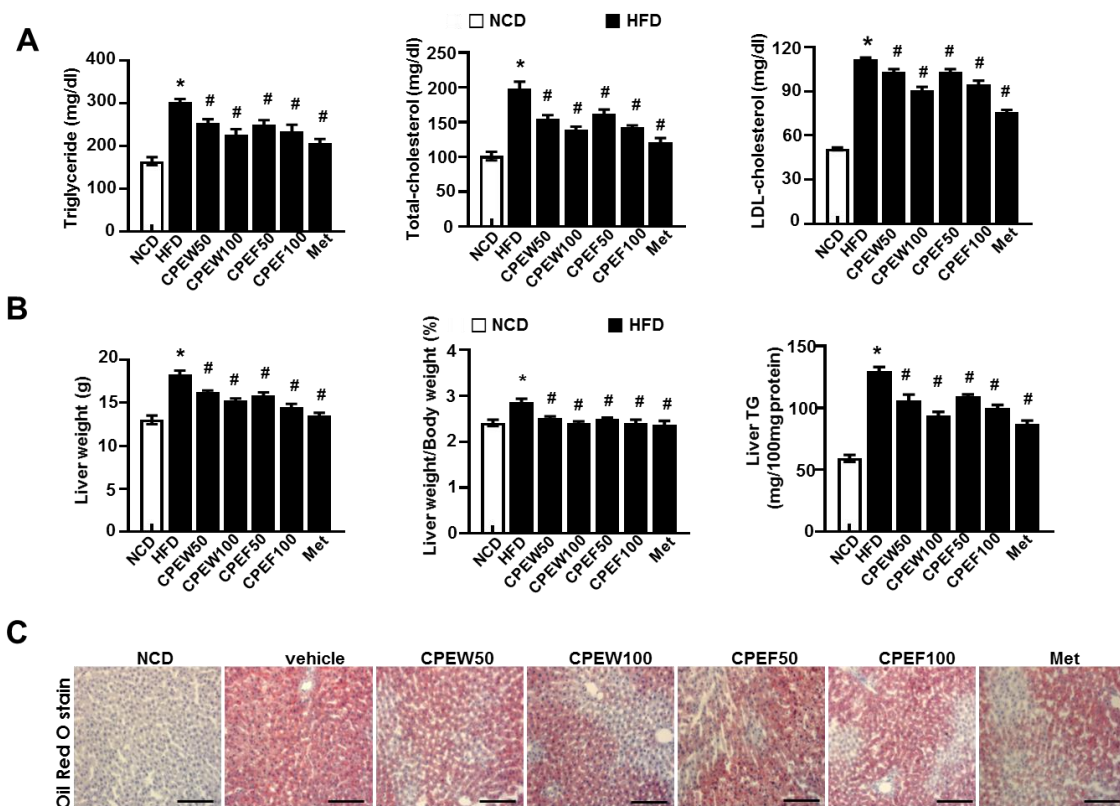 A
NCD HFD
Triglyceride (mg/dl)
400
300
200
100
0
*
#
#
#
#
#
NCD
HFD
CPEW50
CPEW100
CPEF50
CPEF100
Met
Total-cholesterol (mg/dl)
250
200
150
100
50
0
*
#
#
#
#
#
NCD
HFD
CPEW50
CPEW100
CPEF50
CPEF100
Met
LDL-cholesterol (mg/dl)
120
90
60
30
0
*
#
#
#
#
#
NCD
HFD
CPEW50
CPEW100
CPEF50
CPEF100
Met
B
NCD HFD
Liver weight (g)
20
15
10
5
0
*
#
#
#
#
#
NCD
HFD
CPEW50
CPEW100
CPEF50
CPEF100
Met
Liver weight/Body weight (%)
4
3
2
1
0
*
#
#
#
#
#
NCD
HFD
CPEW50
CPEW100
CPEF50
CPEF100
Met
Liver TG
(mg/100mg protein)
150
100
50
0
*
#
#
#
#
#
NCD
HFD
CPEW50
CPEW100
CPEF50
CPEF100
Met
C
NCD vehicle CPEW50 CPEW100 CPEF50 CPEF100 Met
Oil Red O stain